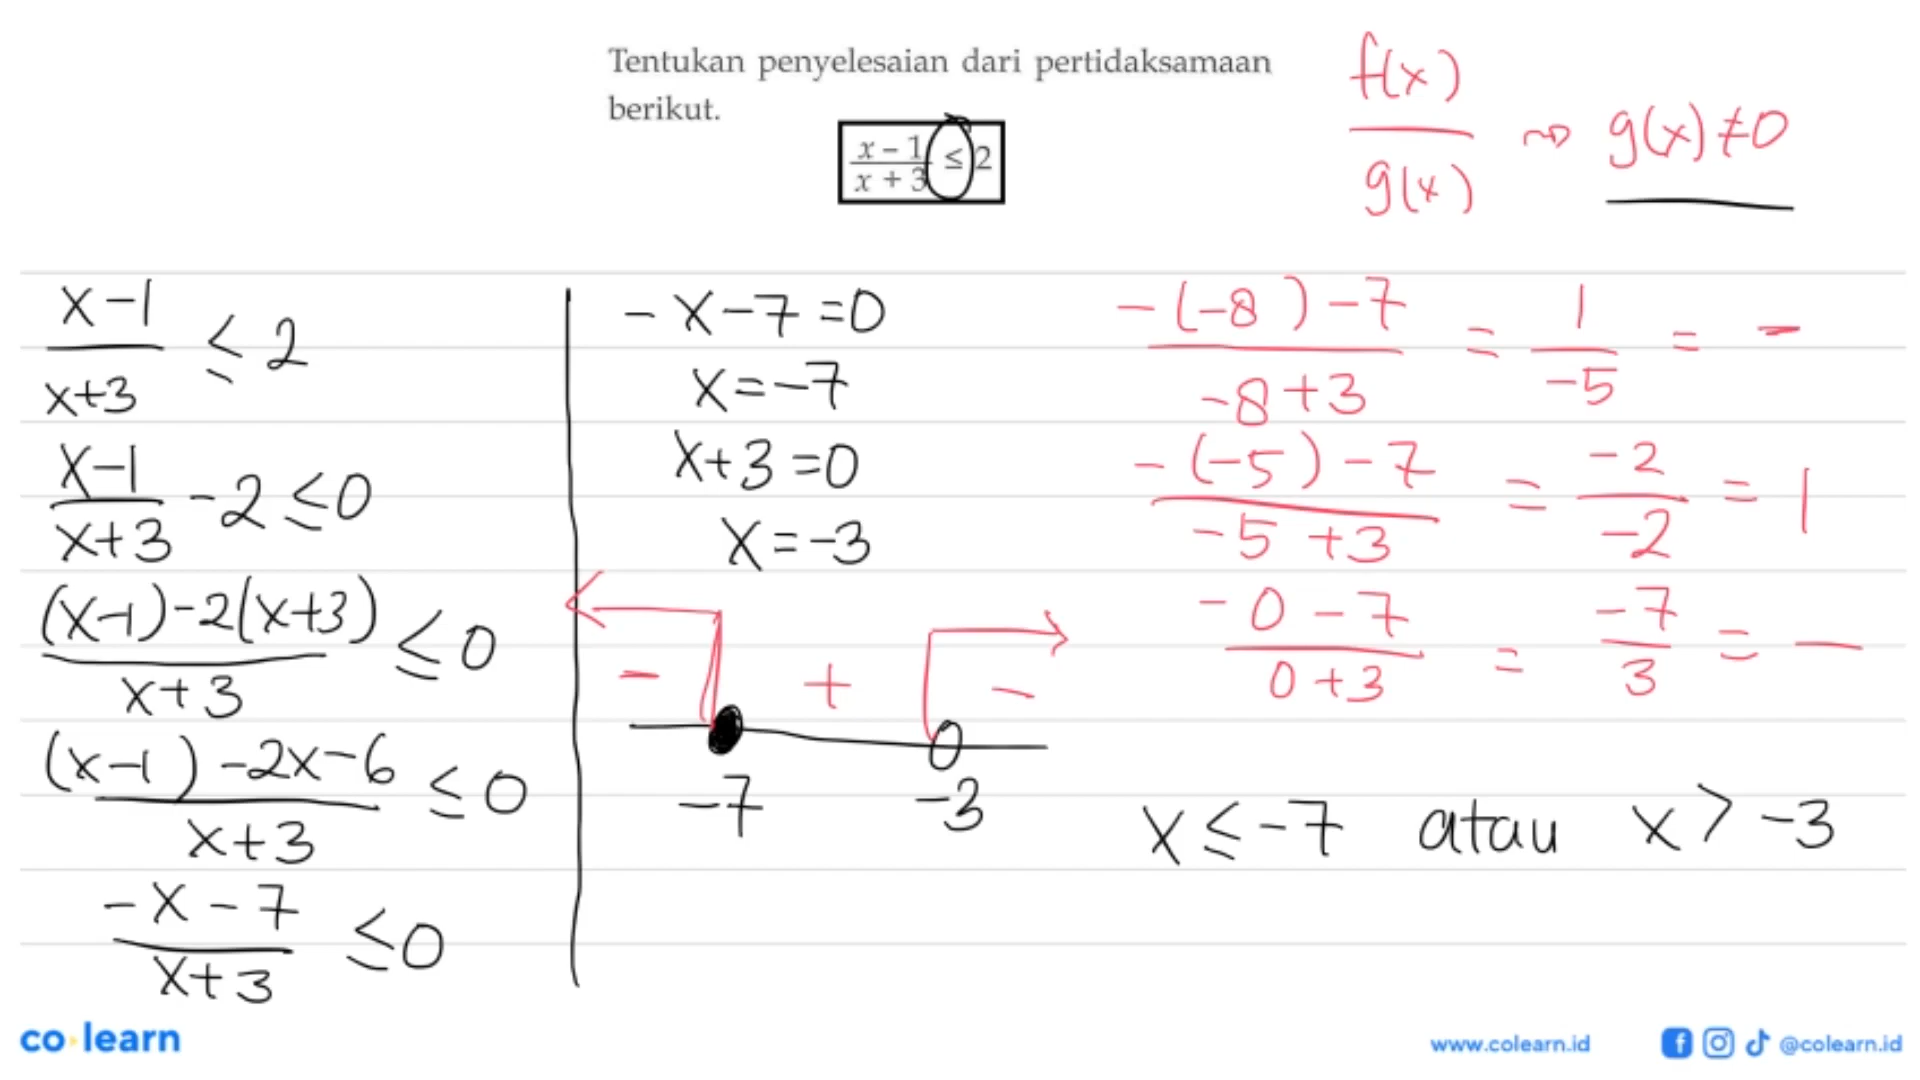 Tentukan penyelesaian dari pertidaksamaan
berikut.
x - 1
x + 3
≤ 2
f(x)
g(x)
⇝ g(x) ≠ 0
x-1
x+3
≤ 2
x-1
x+3
-2 ≤ 0
(x-1)-2(x+3)
x+3
≤ 0
(x-1)-2x-6
x+3
≤ 0
-x-7
x+3
≤ 0
-x-7=0
x=-7
x+3=0
x=-3
- + -
-7 -3
-(-8)-7
-8+3
=
1
-5
= -
-(-5)-7
-5+3
=
-2
-2
= 1
-0-7
0+3
=
-7
3
= -
x ≤ -7 atau x > -3
co learn
www.colearn.id
@colearn.id